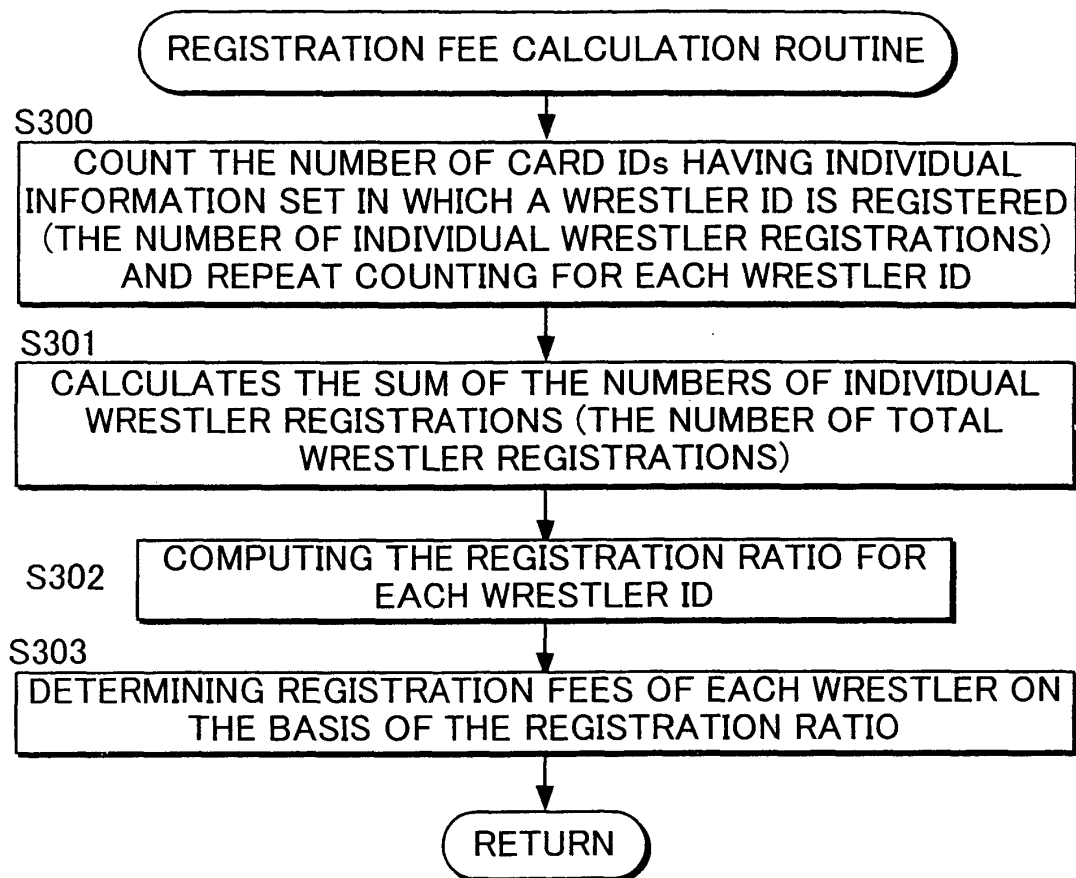 REGISTRATION FEE CALCULATION ROUTINE
S300
COUNT THE NUMBER OF CARD IDs HAVING INDIVIDUAL
INFORMATION SET IN WHICH A WRESTLER ID IS REGISTERED
(THE NUMBER OF INDIVIDUAL WRESTLER REGISTRATIONS)
AND REPEAT COUNTING FOR EACH WRESTLER ID
S301
CALCULATES THE SUM OF THE NUMBERS OF INDIVIDUAL
WRESTLER REGISTRATIONS (THE NUMBER OF TOTAL
WRESTLER REGISTRATIONS)
S302
COMPUTING THE REGISTRATION RATIO FOR
EACH WRESTLER ID
S303
DETERMINING REGISTRATION FEES OF EACH WRESTLER ON
THE BASIS OF THE REGISTRATION RATIO
RETURN